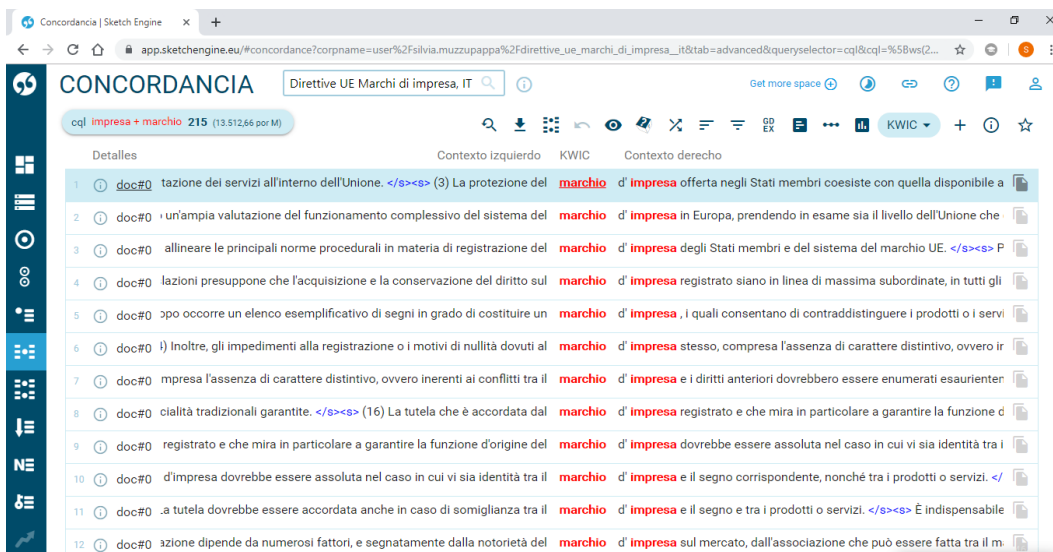 Concordancia | Sketch Engine
app.sketchengine.eu/#concordance?corpname=user%2Fsilvia.muzzupappa%2Fdirettive_ue_marchi_di_impresa__it&tab=advanced&queryselector=cql&cql=%5Bws(2...
S
CONCORDANCIA Direttive UE Marchi di impresa, IT Get more space
cql impresa + marchio 215 (13.512,66 por M) GD EX KWIC
Detalles Contexto izquierdo KWIC Contexto derecho
1 doc#0 tazione dei servizi all'interno dell'Unione. </s><s> (3) La protezione del marchio d' impresa offerta negli Stati membri coesiste con quella disponibile a
2 doc#0 un'ampia valutazione del funzionamento complessivo del sistema del marchio d' impresa in Europa, prendendo in esame sia il livello dell'Unione che
3 doc#0 allineare le principali norme procedurali in materia di registrazione del marchio d' impresa degli Stati membri e del sistema del marchio UE. </s><s> P
4 doc#0 lazioni presuppone che l'acquisizione e la conservazione del diritto sul marchio d' impresa registrato siano in linea di massima subordinate, in tutti gli
5 doc#0 opo occorre un elenco esemplificativo di segni in grado di costituire un marchio d' impresa , i quali consentano di contraddistinguere i prodotti o i servi
6 doc#0 4) Inoltre, gli impedimenti alla registrazione o i motivi di nullità dovuti al marchio d' impresa stesso, compresa l'assenza di carattere distintivo, ovvero ir
7 doc#0 mpresa l'assenza di carattere distintivo, ovvero inerenti ai conflitti tra il marchio d' impresa e i diritti anteriori dovrebbero essere enumerati esaurienten
8 doc#0 cialità tradizionali garantite. </s><s> (16) La tutela che è accordata dal marchio d' impresa registrato e che mira in particolare a garantire la funzione d
9 doc#0 registrato e che mira in particolare a garantire la funzione d'origine del marchio d' impresa dovrebbe essere assoluta nel caso in cui vi sia identità tra i
10 doc#0 d'impresa dovrebbe essere assoluta nel caso in cui vi sia identità tra il marchio d' impresa e il segno corrispondente, nonché tra i prodotti o servizi. </
11 doc#0 .a tutela dovrebbe essere accordata anche in caso di somiglianza tra il marchio d' impresa e il segno e tra i prodotti o servizi. </s><s> È indispensabile
12 doc#0 azione dipende da numerosi fattori, e segnatamente dalla notorietà del marchio d' impresa sul mercato, dall'associazione che può essere fatta tra il m